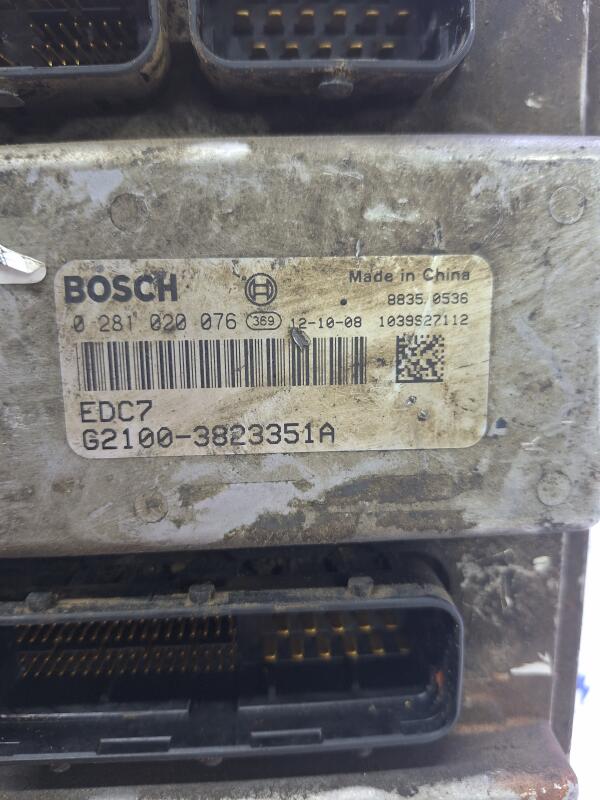 BOSCH
Made in China
8835 0536
0 281 020 076 369 12-10-08 1039S27112
EDC7
G2100-3823351A